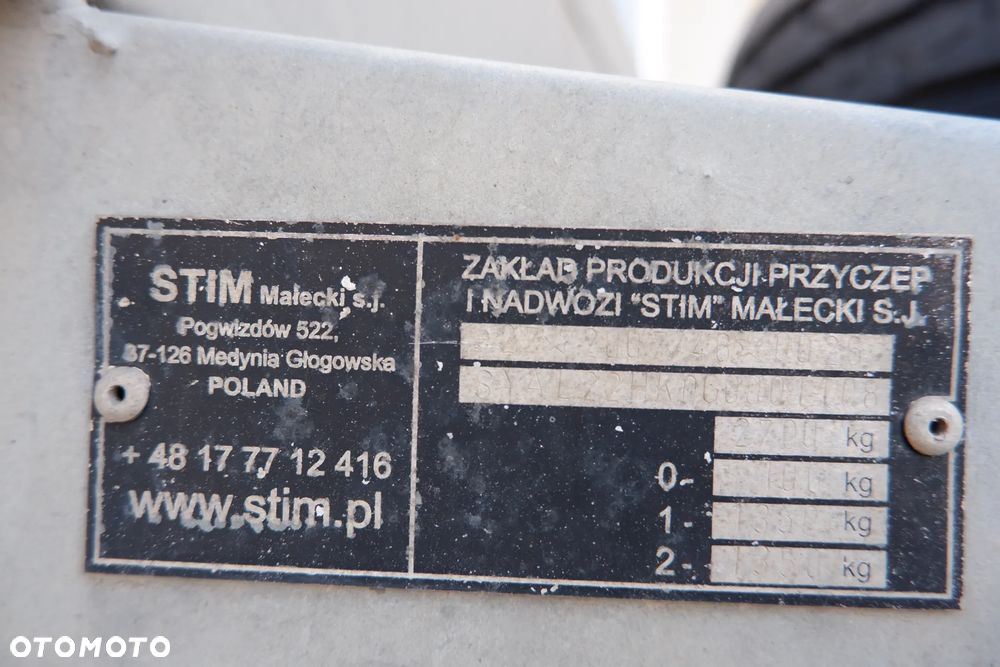 STIM Małecki s.j.
Pogwizdów 522,
37-126 Medynia Głogowska
POLAND
+ 48 17 77 12 416
www.stim.pl
ZAKŁAD PRODUKCJI PRZYCZEP
I NADWOZI "STIM" MAŁECKI S.J.
2700 kg
0- kg
1- kg
2- kg
OTOMOTO